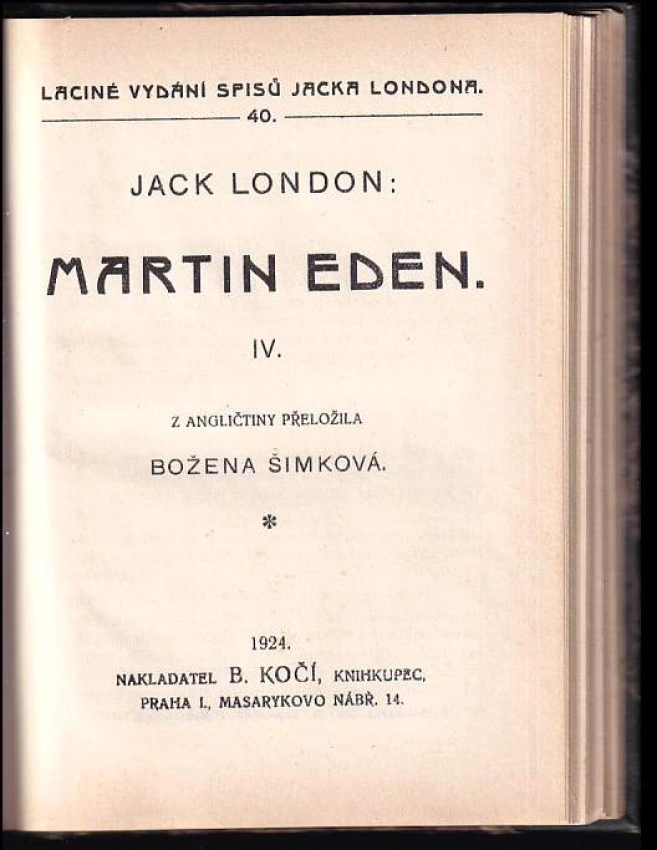 LACINÉ VYDÁNÍ SPISŮ JACKA LONDONA.
40.
JACK LONDON:
MARTIN EDEN.
IV.
Z ANGLIČTINY PŘELOŽILA
BOŽENA ŠIMKOVÁ.
*
1924.
NAKLADATEL B. KOČÍ, KNIHKUPEC,
PRAHA I., MASARYKOVO NÁBŘ. 14.